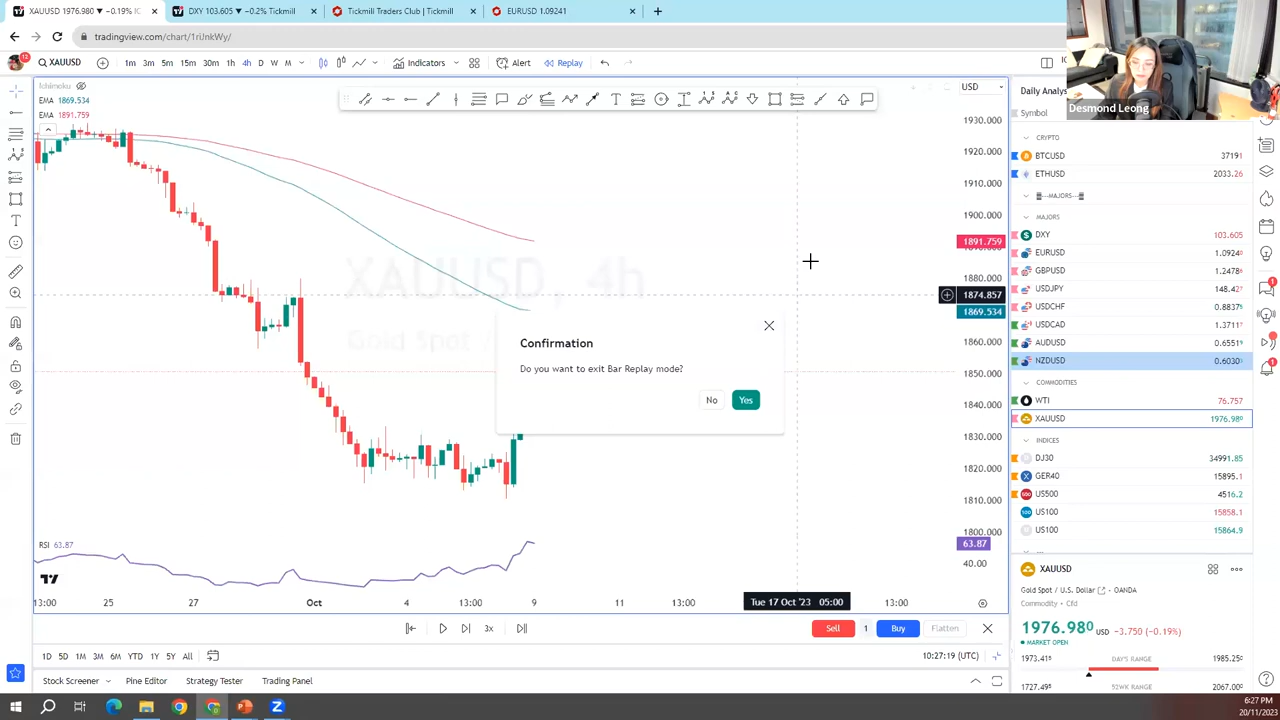 XAUUSD 1976.980 ▼ −0.19% IC
DXY 103.605 ▼ −0.2% Tickmill
Tickmill Traders Club | Tickmill
EURUSD 1.09241
tradingview.com/chart/1riJnkWy/
12
XAUUSD
1m 3m 5m 15m 30m 1h 4h D W M
Indicators
Alert
Replay
Desmond Leong
Ichimoku
EMA 1869.534
EMA 1891.759
USD
Daily Analys
Symbol
1930.000
1920.000
1910.000
1900.000
1891.759
1880.000
1874.857
1869.534
1860.000
1850.000
1840.000
1830.000
1820.000
1810.000
1800.000
63.87
40.00
XAUUSD, 4h
Gold Spot /
Confirmation
Do you want to exit Bar Replay mode?
No
Yes
RSI 63.87
13:00 25 27 Oct 4 13:00 9 11 13:00 Tue 17 Oct '23 05:00 13:00
3x
Sell 1 Buy Flatten
1D 5D 1M 3M 6M YTD 1Y 5Y All
10:27:19 (UTC)
Stock Screener Pine Editor Strategy Tester Trading Panel
CRYPTO
BTCUSD 37191
ETHUSD 2033.26
---MAJORS---
MAJORS
DXY 103.605
EURUSD 1.09248
GBPUSD 1.2478
USDJPY 148.42
USDCHF 0.8837
USDCAD 1.3711
AUDUSD 0.6551
NZDUSD 0.6030
COMMODITIES
WTI 76.757
XAUUSD 1976.980
INDICES
DJ30 34991.85
GER40 15895.1
US500 4516.2
US100 15858.1
US100 15864.9
XAUUSD
Gold Spot / U.S. Dollar OANDA
Commodity • Cfd
1976.980 USD −3.750 (−0.19%)
MARKET OPEN
1973.415 DAY'S RANGE 1985.250
1727.495 52WK RANGE 2067.000
6:27 PM
20/11/2023